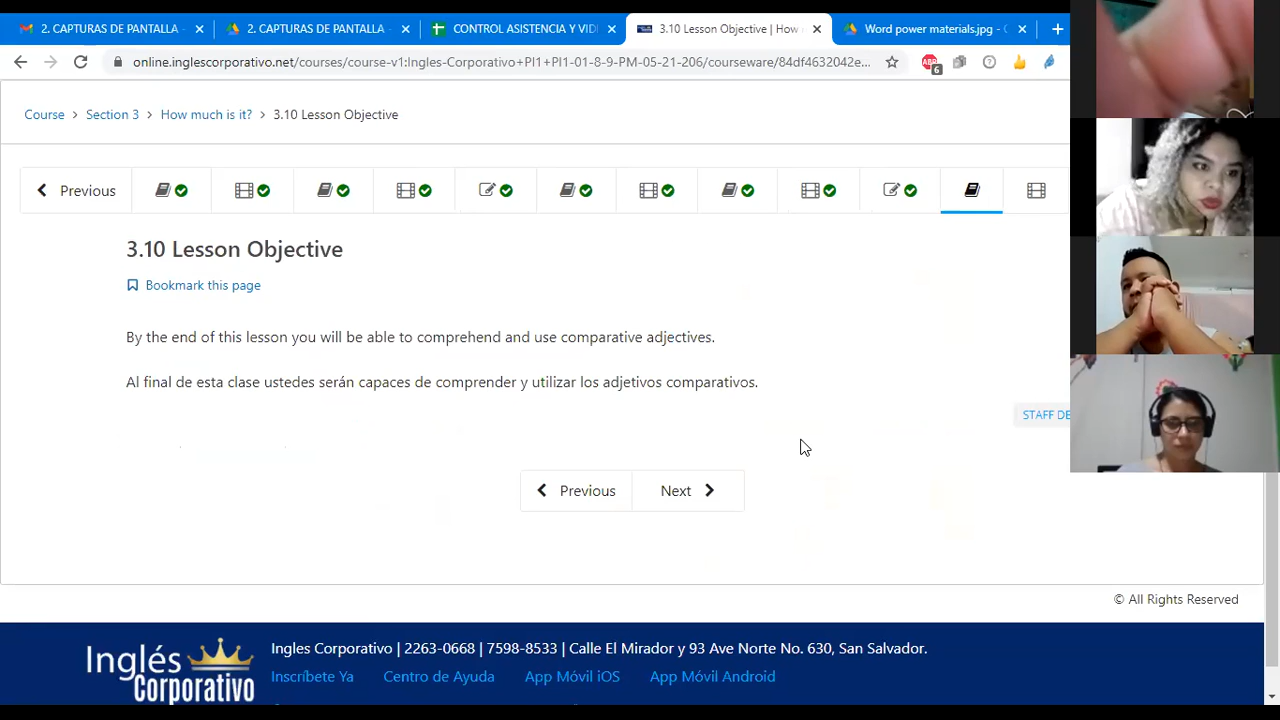 2. CAPTURAS DE PANTALLA -
2. CAPTURAS DE PANTALLA -
CONTROL ASISTENCIA Y VID
3.10 Lesson Objective | How
Word power materials.jpg -
online.inglescorporativo.net/courses/course-v1:Ingles-Corporativo+PI1+PI1-01-8-9-PM-05-21-206/courseware/84df4632042e...
ABP
6
Course > Section 3 > How much is it? > 3.10 Lesson Objective
Previous
3.10 Lesson Objective
Bookmark this page
By the end of this lesson you will be able to comprehend and use comparative adjectives.
Al final de esta clase ustedes serán capaces de comprender y utilizar los adjetivos comparativos.
STAFF DE
Previous
Next
© All Rights Reserved
Inglés Corporativo
Ingles Corporativo | 2263-0668 | 7598-8533 | Calle El Mirador y 93 Ave Norte No. 630, San Salvador.
Inscríbete Ya Centro de Ayuda App Móvil iOS App Móvil Android